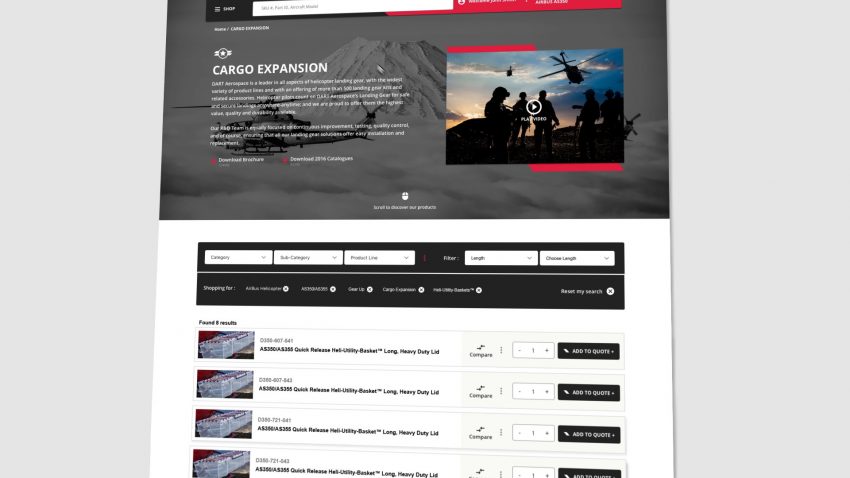 SHOP
SKU #, Part ID, Aircraft Model
Welcome John Smith
AIRBUS AS350
Home / CARGO EXPANSION
CARGO EXPANSION
DART Aerospace is a leader in all aspects of helicopter landing gear, with the widest
variety of product lines and with an offering of more than 500 landing gear kits and
related accessories. Helicopter pilots count on DART Aerospace's Landing Gear for safe
and secure landings anywhere, anytime; and we are proud to offer them the highest
value, quality and durability available.
Our R&D Team is equally focused on continuous improvement, testing, quality control,
and of course, ensuring that all our landing gear solutions offer easy installation and
replacement.
Download Brochure
Download 2016 Catalogues
PLAY VIDEO
Scroll to discover our products
Category
Sub-Category
Product Line
Filter :
Length
Choose Length
Shopping for :
Airbus Helicopter
AS350/AS355
Gear Up
Cargo Expansion
Heli-Utility-Baskets™
Reset my search
Found 8 results
D350-607-041
AS350/AS355 Quick Release Heli-Utility-Basket™ Long, Heavy Duty Lid
Compare
- 1 +
ADD TO QUOTE +
D350-607-043
AS350/AS355 Quick Release Heli-Utility-Basket™ Long, Heavy Duty Lid
Compare
- 1 +
ADD TO QUOTE +
D350-721-041
AS350/AS355 Quick Release Heli-Utility-Basket™ Long, Heavy Duty Lid
Compare
- 1 +
ADD TO QUOTE +
D350-721-043
AS350/AS355 Quick Release Heli-Utility-Basket™ Long, Heavy Duty Lid
Compare
- 1 +
ADD TO QUOTE +